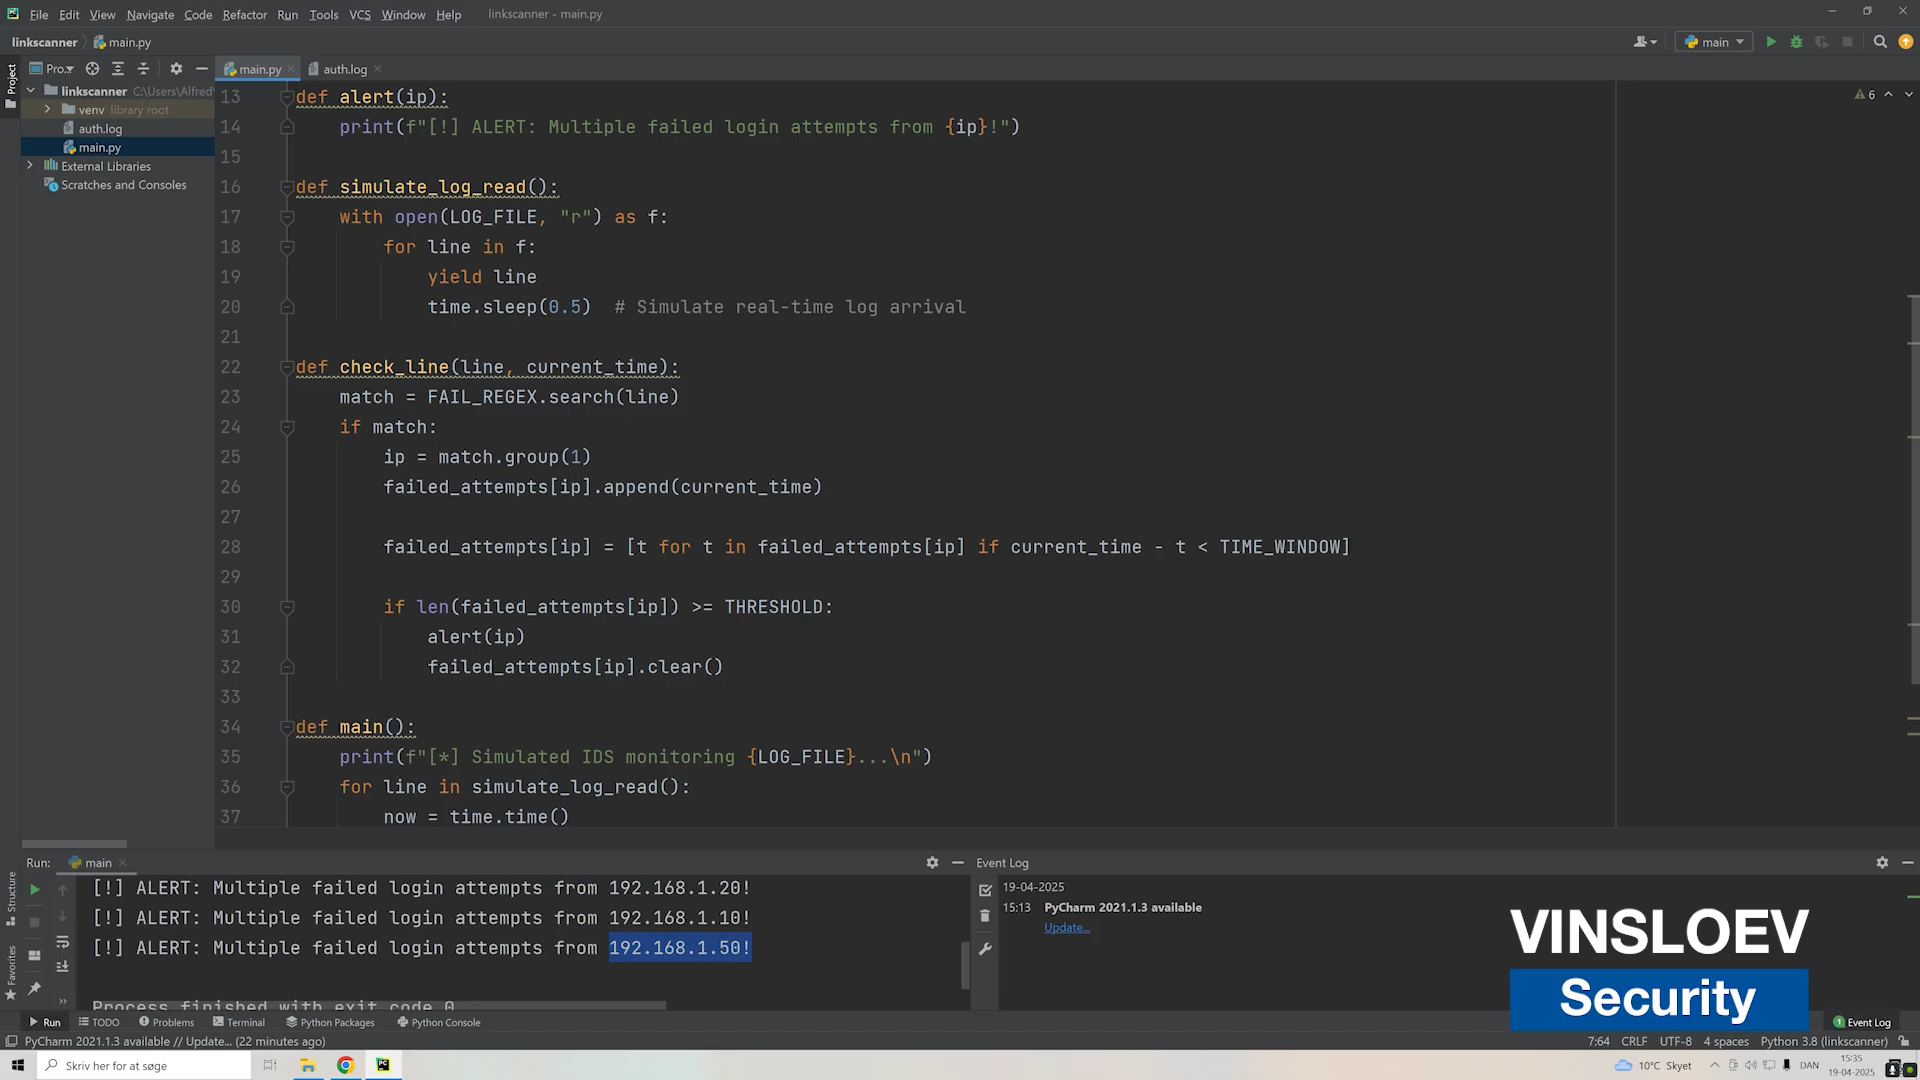 File Edit View Navigate Code Refactor Run Tools VCS Window Help linkscanner - main.py
linkscanner main.py main
Project
Pro... main.py auth.log
linkscanner C:\Users\Alfred\
venv library root
auth.log
main.py
External Libraries
Scratches and Consoles
6
13 def alert(ip):
14 print(f"[!] ALERT: Multiple failed login attempts from {ip}!")
15
16 def simulate_log_read():
17 with open(LOG_FILE, "r") as f:
18 for line in f:
19 yield line
20 time.sleep(0.5)  # Simulate real-time log arrival
21
22 def check_line(line, current_time):
23 match = FAIL_REGEX.search(line)
24 if match:
25 ip = match.group(1)
26 failed_attempts[ip].append(current_time)
27
28 failed_attempts[ip] = [t for t in failed_attempts[ip] if current_time - t < TIME_WINDOW]
29
30 if len(failed_attempts[ip]) >= THRESHOLD:
31 alert(ip)
32 failed_attempts[ip].clear()
33
34 def main():
35 print(f"[*] Simulated IDS monitoring {LOG_FILE}...\n")
36 for line in simulate_log_read():
37 now = time.time()
Run: main
[!] ALERT: Multiple failed login attempts from 192.168.1.20!
[!] ALERT: Multiple failed login attempts from 192.168.1.10!
[!] ALERT: Multiple failed login attempts from 192.168.1.50!
Process finished with exit code 0
Structure
Favorites
Event Log
19-04-2025
15:13 PyCharm 2021.1.3 available
Update...
VINSLOEV
Security
Run TODO Problems Terminal Python Packages Python Console 1 Event Log
PyCharm 2021.1.3 available // Update... (22 minutes ago) 7:64 CRLF UTF-8 4 spaces Python 3.8 (linkscanner)
Skriv her for at søge PC 10°C Skyet DAN 15:35
19-04-2025